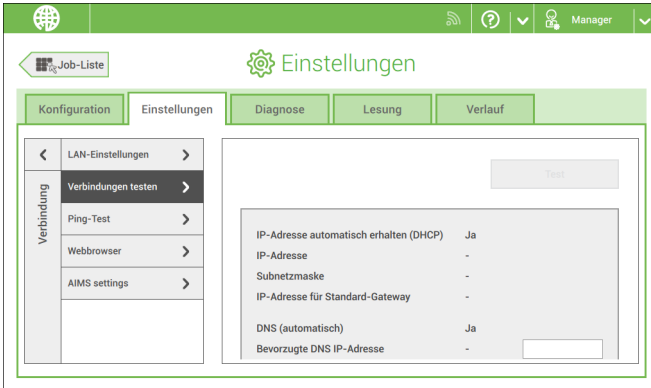 Manager
Job-Liste
Einstellungen
Konfiguration
Einstellungen
Diagnose
Lesung
Verlauf
Verbindung
LAN-Einstellungen
Verbindungen testen
Ping-Test
Webbrowser
AIMS settings
Test
IP-Adresse automatisch erhalten (DHCP) Ja
IP-Adresse -
Subnetzmaske -
IP-Adresse für Standard-Gateway -
DNS (automatisch) Ja
Bevorzugte DNS IP-Adresse -